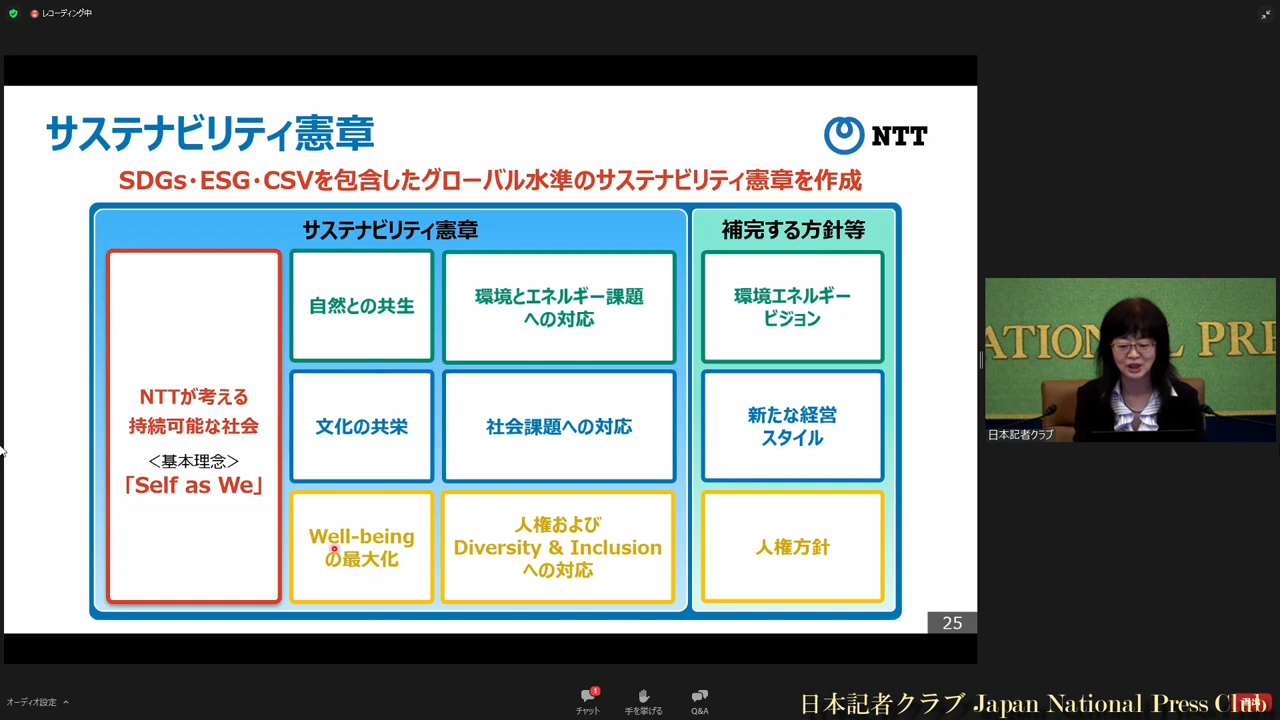 レコーディング中
サステナビリティ憲章
NTT
SDGs・ESG・CSVを包含したグローバル水準のサステナビリティ憲章を作成
サステナビリティ憲章
補完する方針等
NTTが考える
持続可能な社会
＜基本理念＞
「Self as We」
自然との共生
環境とエネルギー課題
への対応
環境エネルギー
ビジョン
文化の共栄
社会課題への対応
新たな経営
スタイル
Well-being
の最大化
人権および
Diversity & Inclusion
への対応
人権方針
25
ATION
L PRE
日本記者クラブ
オーディオ設定
1
チャット
手を挙げる
Q&A
日本記者クラブ Japan National Press Club